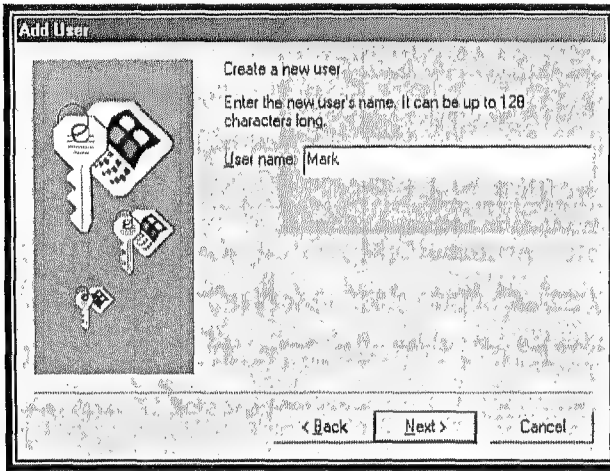 Add User
Create a new user
Enter the new user's name. It can be up to 128
characters long.
User name: Mark
< Back Next > Cancel